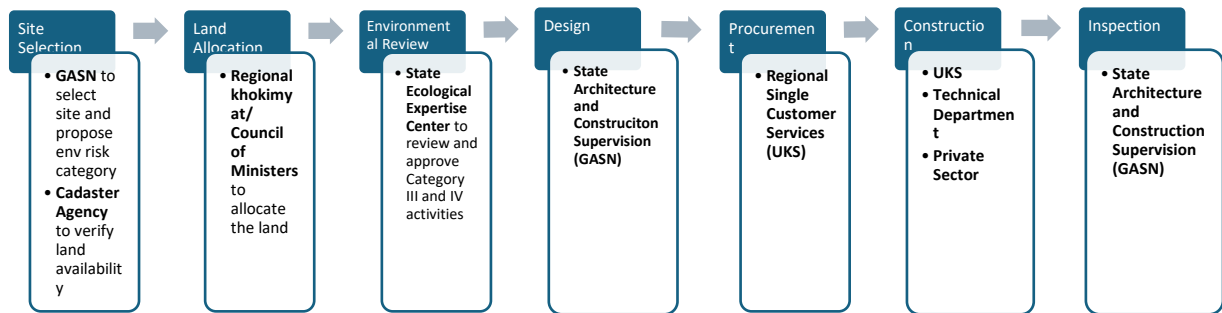 Site
Selection
• GASN to
select
site and
propose
env risk
category
• Cadaster
Agency
to verify
land
availabilit
y
Land
Allocation
• Regional
khokimy
at/
Council
of
Ministers
to
allocate
the land
Environment
al Review
• State
Ecological
Expertise
Center to
review and
approve
Category
III and IV
activities
Design
• State
Architecture
and
Construciton
Supervision
(GASN)
Procuremen
t
• Regional
Single
Customer
Services
(UKS)
Constructio
n
• UKS
• Technical
Departmen
t
• Private
Sector
Inspection
• State
Architecture
and
Construction
Supervision
(GASN)